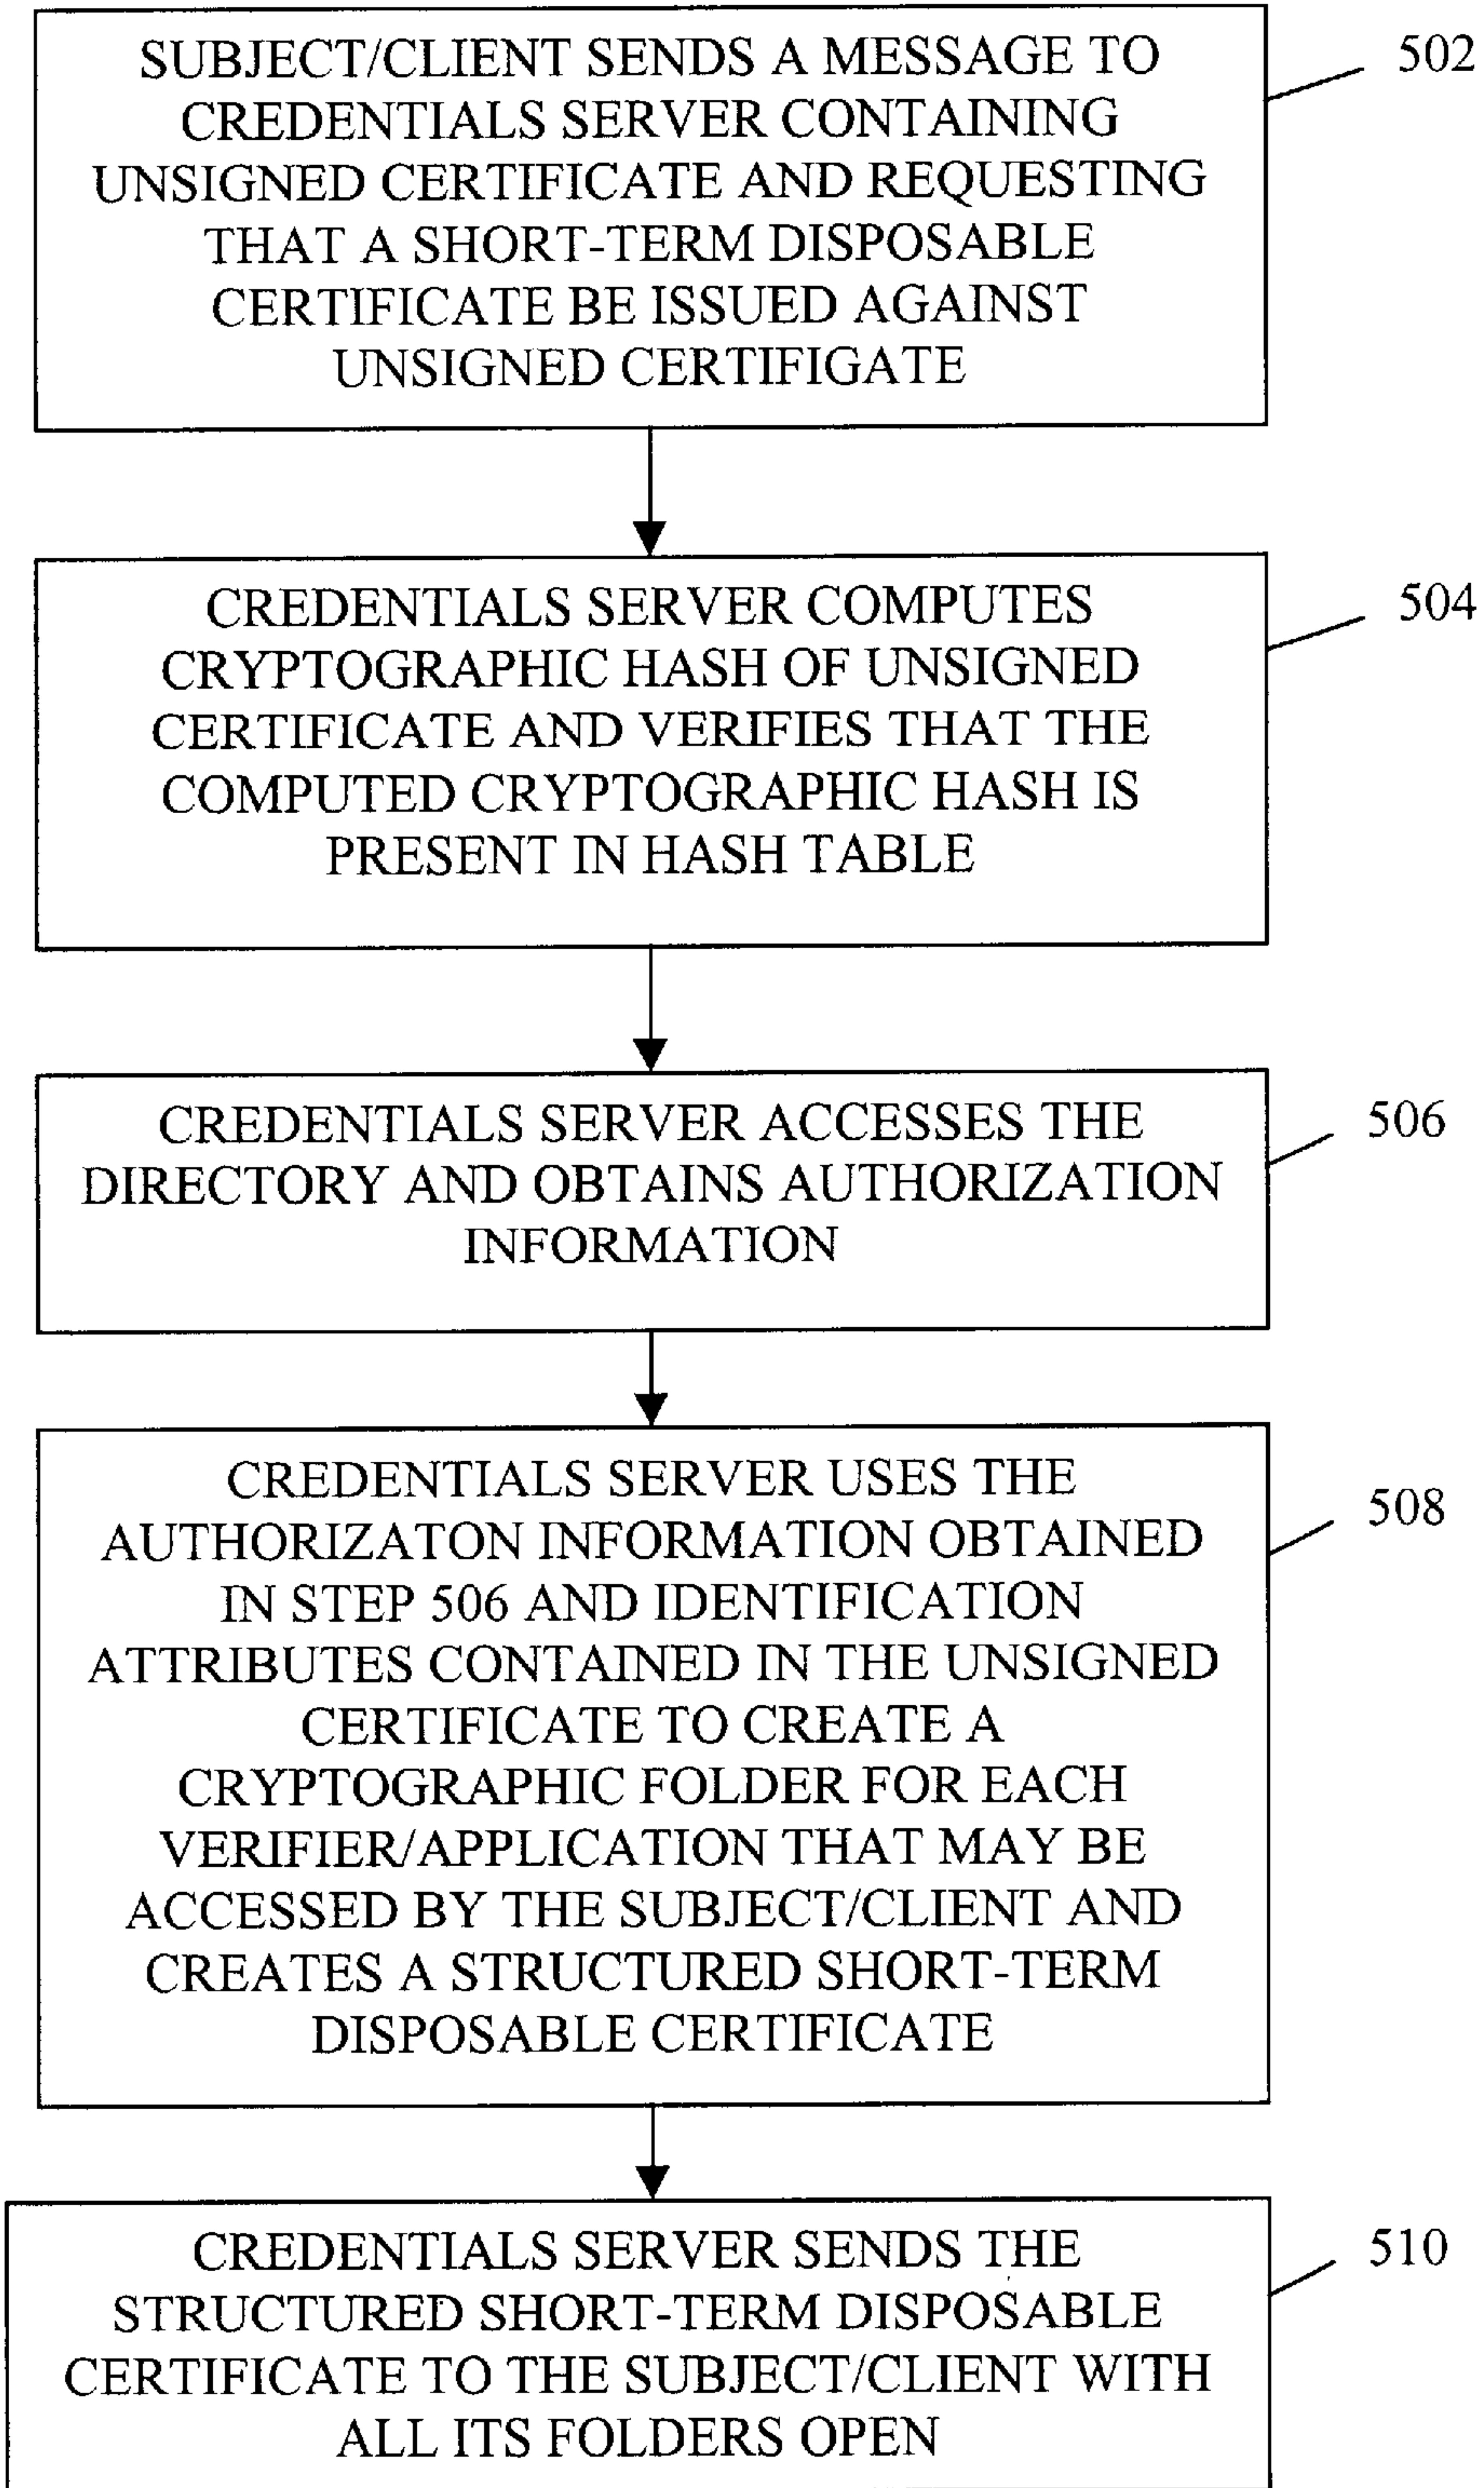 SUBJECT/CLIENT SENDS A MESSAGE TO
CREDENTIALS SERVER CONTAINING
UNSIGNED CERTIFICATE AND REQUESTING
THAT A SHORT-TERM DISPOSABLE
CERTIFICATE BE ISSUED AGAINST
UNSIGNED CERTIFIGATE
502
CREDENTIALS SERVER COMPUTES
CRYPTOGRAPHIC HASH OF UNSIGNED
CERTIFICATE AND VERIFIES THAT THE
COMPUTED CRYPTOGRAPHIC HASH IS
PRESENT IN HASH TABLE
504
CREDENTIALS SERVER ACCESSES THE
DIRECTORY AND OBTAINS AUTHORIZATION
INFORMATION
506
CREDENTIALS SERVER USES THE
AUTHORIZATON INFORMATION OBTAINED
IN STEP 506 AND IDENTIFICATION
ATTRIBUTES CONTAINED IN THE UNSIGNED
CERTIFICATE TO CREATE A
CRYPTOGRAPHIC FOLDER FOR EACH
VERIFIER/APPLICATION THAT MAY BE
ACCESSED BY THE SUBJECT/CLIENT AND
CREATES A STRUCTURED SHORT-TERM
DISPOSABLE CERTIFICATE
508
CREDENTIALS SERVER SENDS THE
STRUCTURED SHORT-TERM DISPOSABLE
CERTIFICATE TO THE SUBJECT/CLIENT WITH
ALL ITS FOLDERS OPEN
510